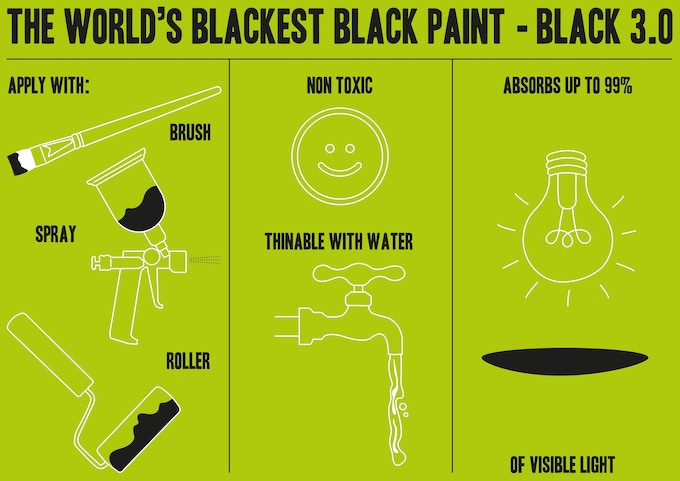 THE WORLD'S BLACKEST BLACK PAINT - BLACK 3.0
APPLY WITH:
BRUSH
SPRAY
ROLLER
NON TOXIC
THINABLE WITH WATER
ABSORBS UP TO 99%
OF VISIBLE LIGHT